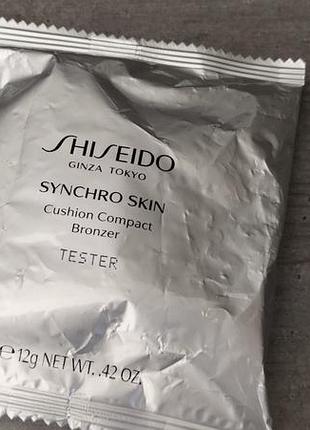 SHISEIDO
GINZA TOKYO
SYNCHRO SKIN
Cushion Compact
Bronzer
TESTER
℮12g NET WT. .42 OZ.